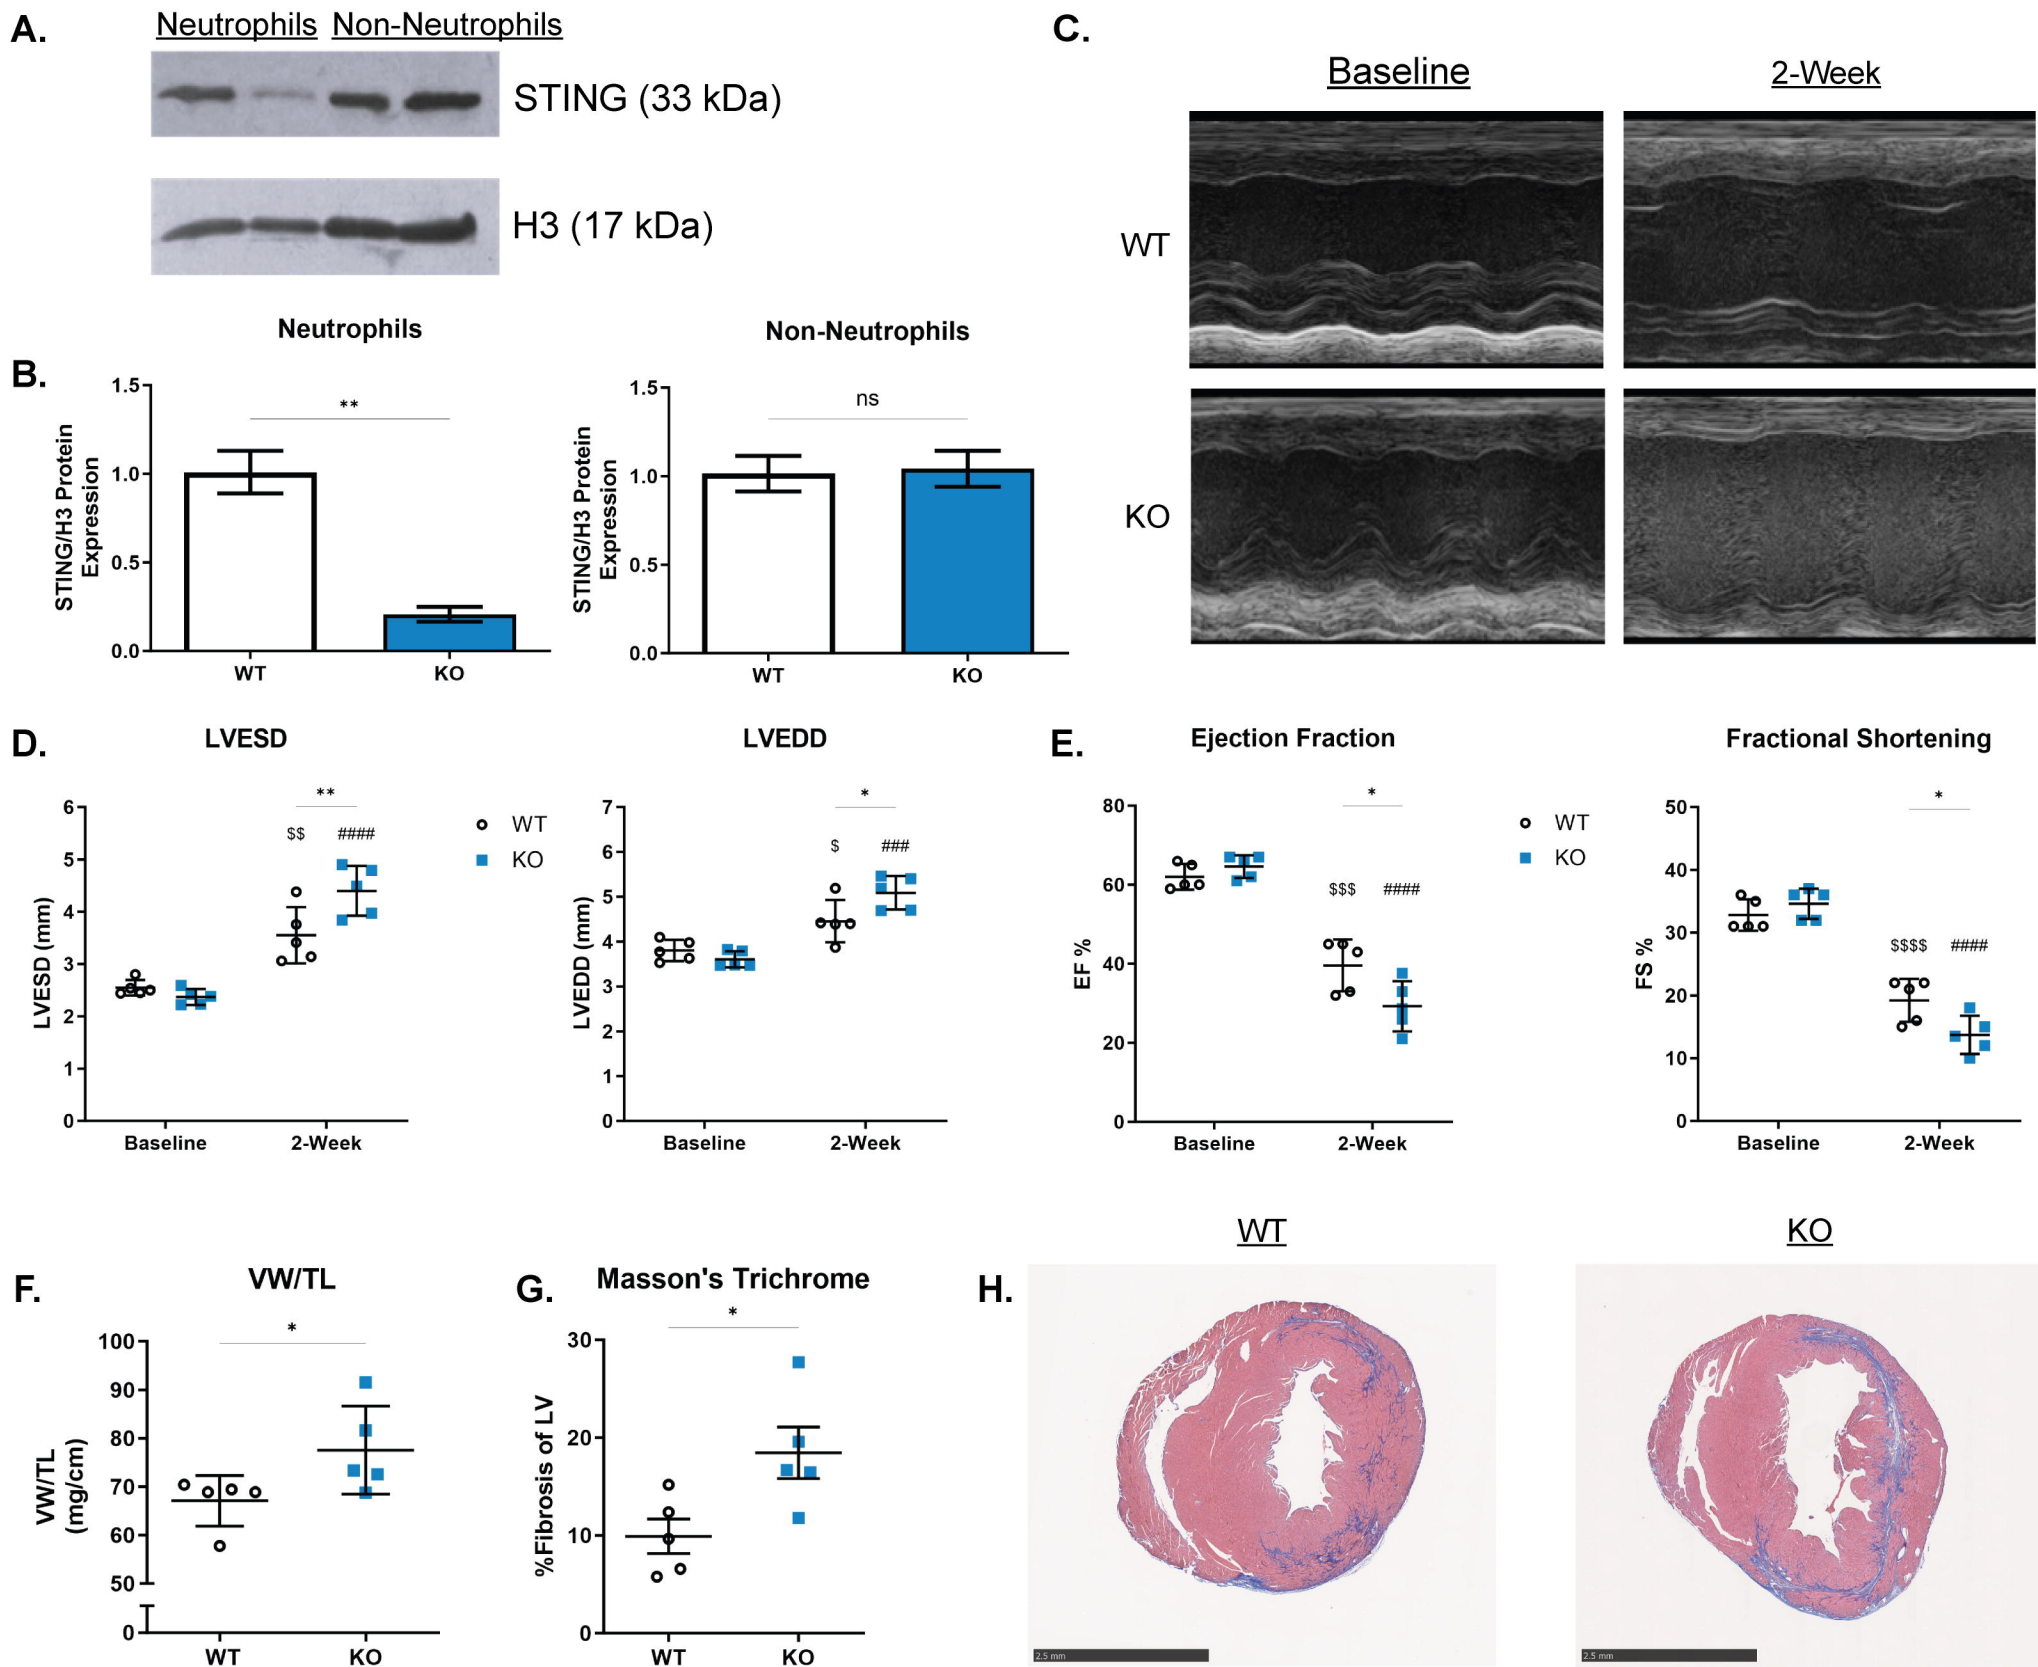 A.
Neutrophils Non-Neutrophils
STING (33 kDa)
H3 (17 kDa)
B.
Neutrophils
STING/H3 Protein
Expression
1.5
1.0
0.5
0.0
**
WT
KO
Non-Neutrophils
STING/H3 Protein
Expression
1.5
1.0
0.5
0.0
ns
WT
KO
C.
Baseline
2-Week
WT
KO
D.
LVESD
LVESD (mm)
6
5
4
3
2
1
0
**
$$
####
Baseline
2-Week
WT
KO
LVEDD
LVEDD (mm)
7
6
5
4
3
2
1
0
*
$
###
Baseline
2-Week
E.
Ejection Fraction
EF %
80
60
40
20
0
*
$$$
####
Baseline
2-Week
WT
KO
Fractional Shortening
FS %
50
40
30
20
10
0
*
$$$$
####
Baseline
2-Week
F.
VW/TL
VW/TL
(mg/cm)
100
90
80
70
60
50
0
*
WT
KO
G.
Masson's Trichrome
%Fibrosis of LV
30
20
10
0
*
WT
KO
H.
WT
KO
2.5 mm
2.5 mm